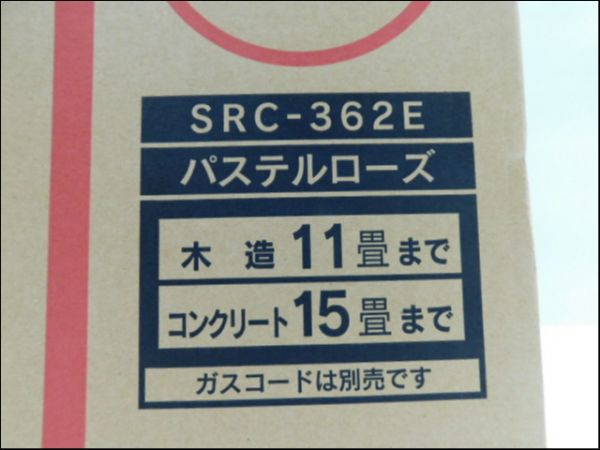 SRC-362E
パステルローズ
木造11畳まで
コンクリート15畳まで
ガスコードは別売です